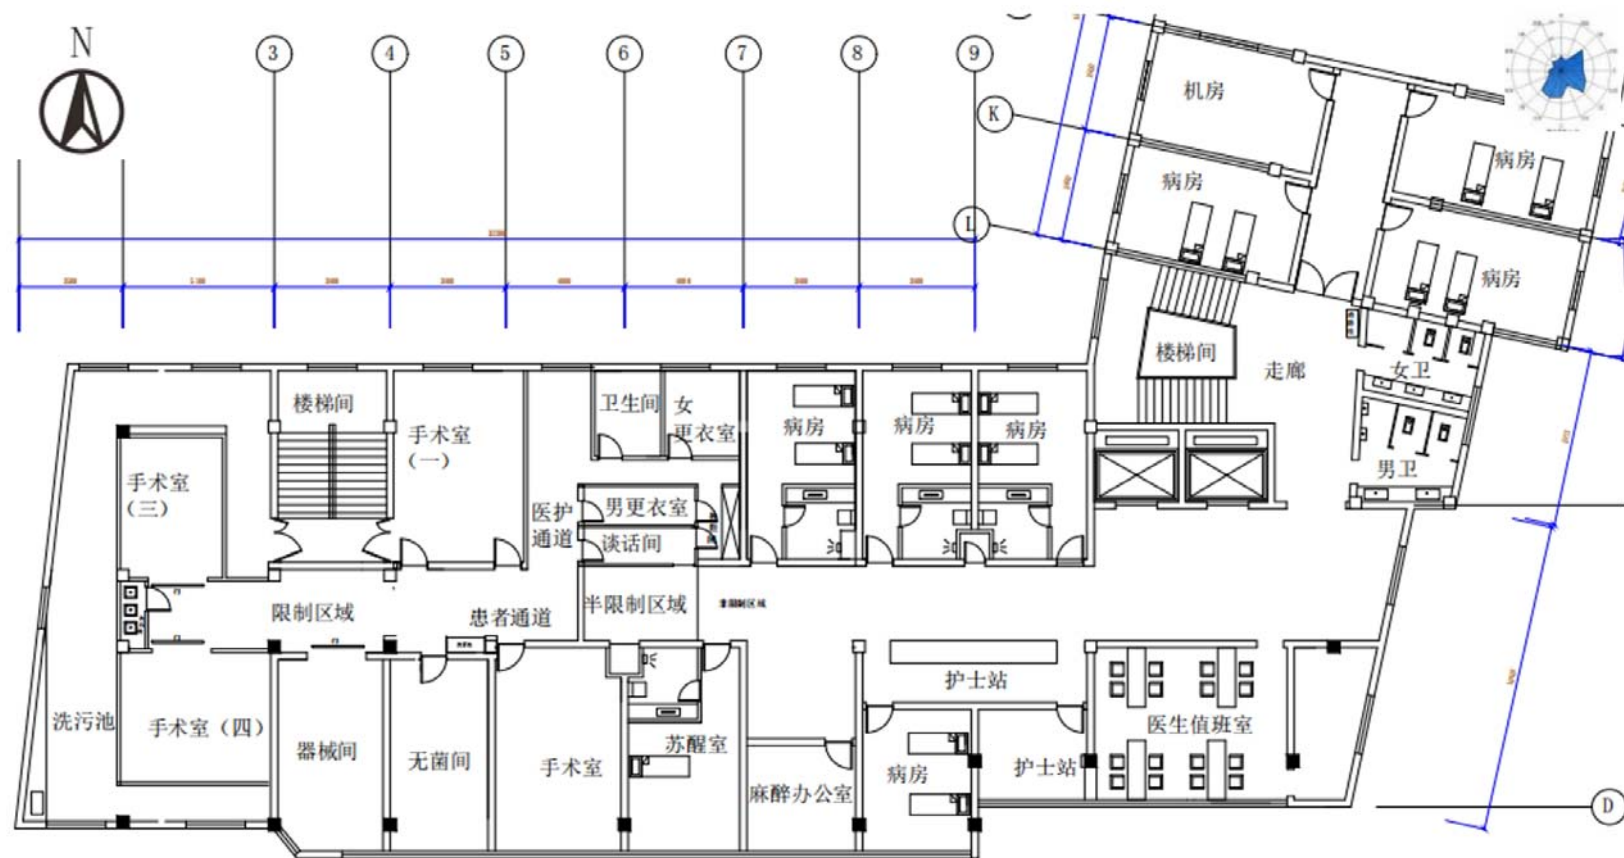 N
3
4
5
6
7
8
9
K
L
机房
病房
病房
病房
楼梯间
走廊
女卫
男卫
楼梯间
手术室
（一）
卫生间
女
更衣室
病房
病房
病房
手术室
（三）
医护
通道
男更衣室
谈话间
限制区域
患者通道
半限制区域
非限制区域
护士站
洗污池
手术室（四）
器械间
无菌间
手术室
苏醒室
麻醉办公室
病房
护士站
医生值班室
D